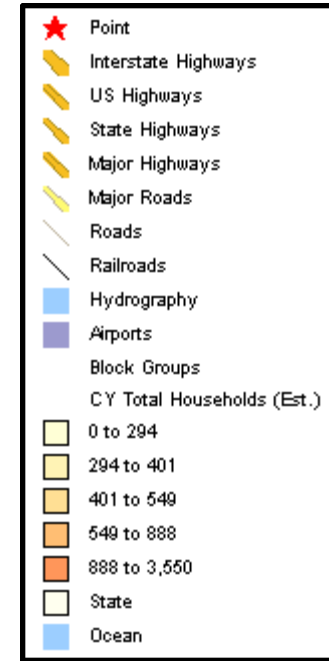 Point
Interstate Highways
US Highways
State Highways
Major Highways
Major Roads
Roads
Railroads
Hydrography
Airports
Block Groups
CY Total Households (Est.)
0 to 294
294 to 401
401 to 549
549 to 888
888 to 3,550
State
Ocean